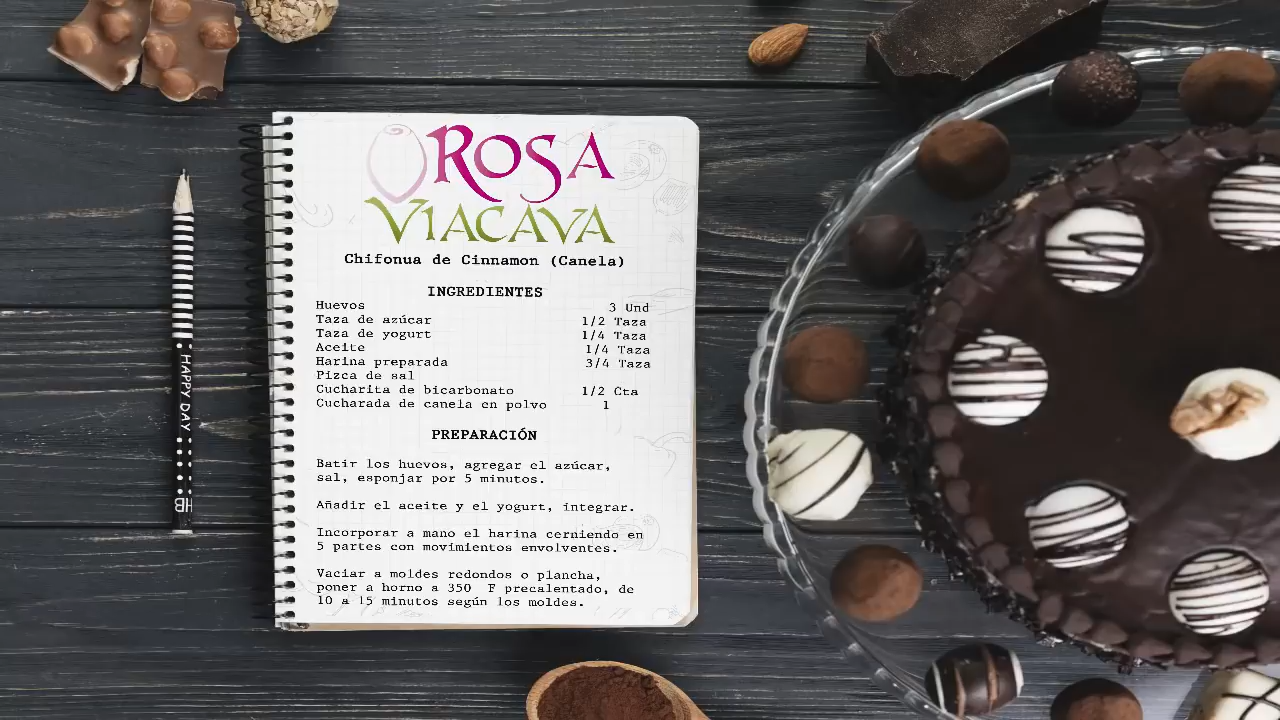 ROSA
VIACAVA
Chifonua de Cinnamon (Canela)
INGREDIENTES
Huevos 3 Und
Taza de azúcar 1/2 Taza
Taza de yogurt 1/4 Taza
Aceite 1/4 Taza
Harina preparada 3/4 Taza
Pizca de sal
Cucharita de bicarbonato 1/2 Cta
Cucharada de canela en polvo 1
PREPARACIÓN
Batir los huevos, agregar el azúcar,
sal, esponjar por 5 minutos.
Añadir el aceite y el yogurt, integrar.
Incorporar a mano el harina cerniendo en
5 partes con movimientos envolventes.
Vaciar a moldes redondos o plancha,
poner a horno a 350 F precalentado, de
10 a 15 minutos según los moldes.
HAPPY DAY
HB